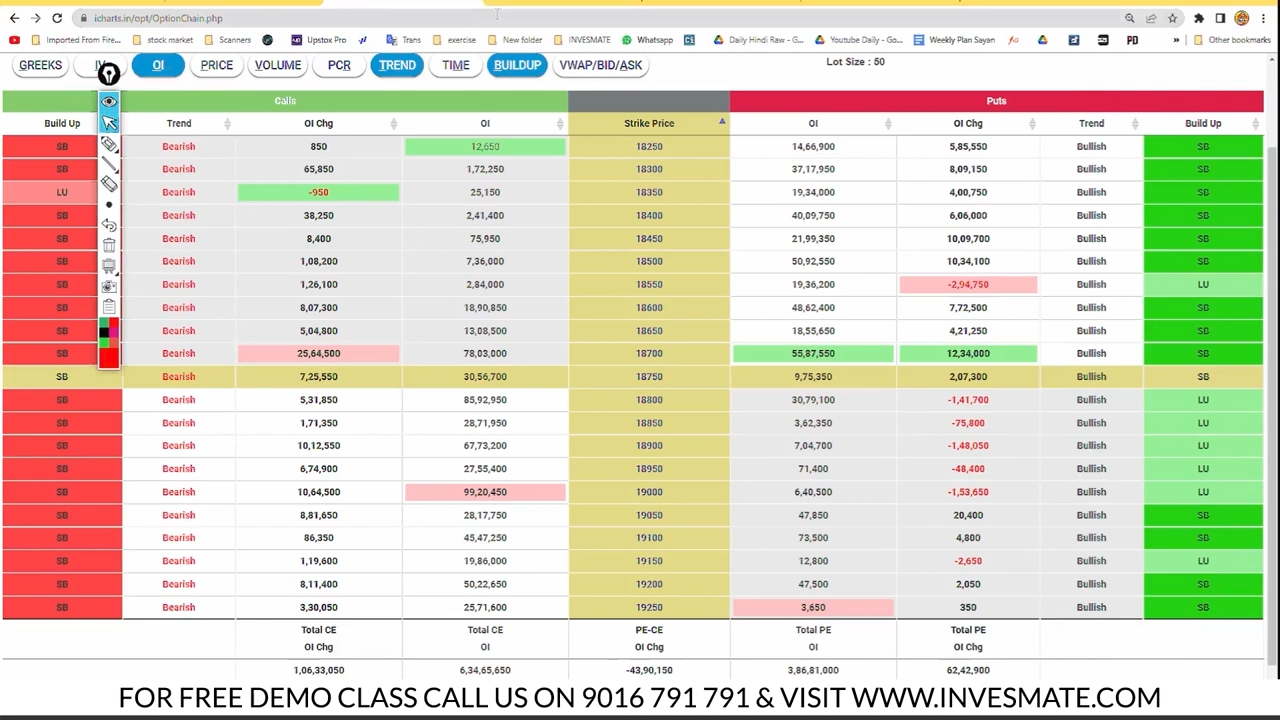 icharts.in/opt/OptionChain.php
Imported From Fire... stock market Scanners Upstox Pro Trans exercise New folder INVESMATE Whatsapp Daily Hindi Raw - G... Youtube Daily - Go... Weekly Plan Sayan PD » Other bookmarks
GREEKS IV OI PRICE VOLUME PCR TREND TIME BUILDUP VWAP/BID/ASK Lot Size : 50
Calls Puts
Build Up Trend OI Chg OI Strike Price OI OI Chg Trend Build Up
SB Bearish 850 12,650 18250 14,66,900 5,85,550 Bullish SB
SB Bearish 65,850 1,72,250 18300 37,17,950 8,09,150 Bullish SB
LU Bearish -950 25,150 18350 19,34,000 4,00,750 Bullish SB
SB Bearish 38,250 2,41,400 18400 40,09,750 6,06,000 Bullish SB
SB Bearish 8,400 75,950 18450 21,99,350 10,09,700 Bullish SB
SB Bearish 1,08,200 7,36,000 18500 50,92,550 10,34,100 Bullish SB
SB Bearish 1,26,100 2,84,000 18550 19,36,200 -2,94,750 Bullish LU
SB Bearish 8,07,300 18,90,850 18600 48,62,400 7,72,500 Bullish SB
SB Bearish 5,04,800 13,08,500 18650 18,55,650 4,21,250 Bullish SB
SB Bearish 25,64,500 78,03,000 18700 55,87,550 12,34,000 Bullish SB
SB Bearish 7,25,550 30,56,700 18750 9,75,350 2,07,300 Bullish SB
SB Bearish 5,31,850 85,92,950 18800 30,79,100 -1,41,700 Bullish LU
SB Bearish 1,71,350 28,71,950 18850 3,62,350 -75,800 Bullish LU
SB Bearish 10,12,550 67,73,200 18900 7,04,700 -1,48,050 Bullish LU
SB Bearish 6,74,900 27,55,400 18950 71,400 -48,400 Bullish LU
SB Bearish 10,64,500 99,20,450 19000 6,40,500 -1,53,650 Bullish LU
SB Bearish 8,81,650 28,17,750 19050 47,850 20,400 Bullish SB
SB Bearish 86,350 45,47,250 19100 73,500 4,800 Bullish SB
SB Bearish 1,19,600 19,86,000 19150 12,800 -2,650 Bullish LU
SB Bearish 8,11,400 50,22,650 19200 47,500 2,050 Bullish SB
SB Bearish 3,30,050 25,71,600 19250 3,650 350 Bullish SB
Total CE Total CE PE-CE Total PE Total PE
OI Chg OI OI Chg OI OI Chg
1,06,33,050 6,34,65,650 -43,90,150 3,86,81,000 62,42,900
FOR FREE DEMO CLASS CALL US ON 9016 791 791 & VISIT WWW.INVESMATE.COM